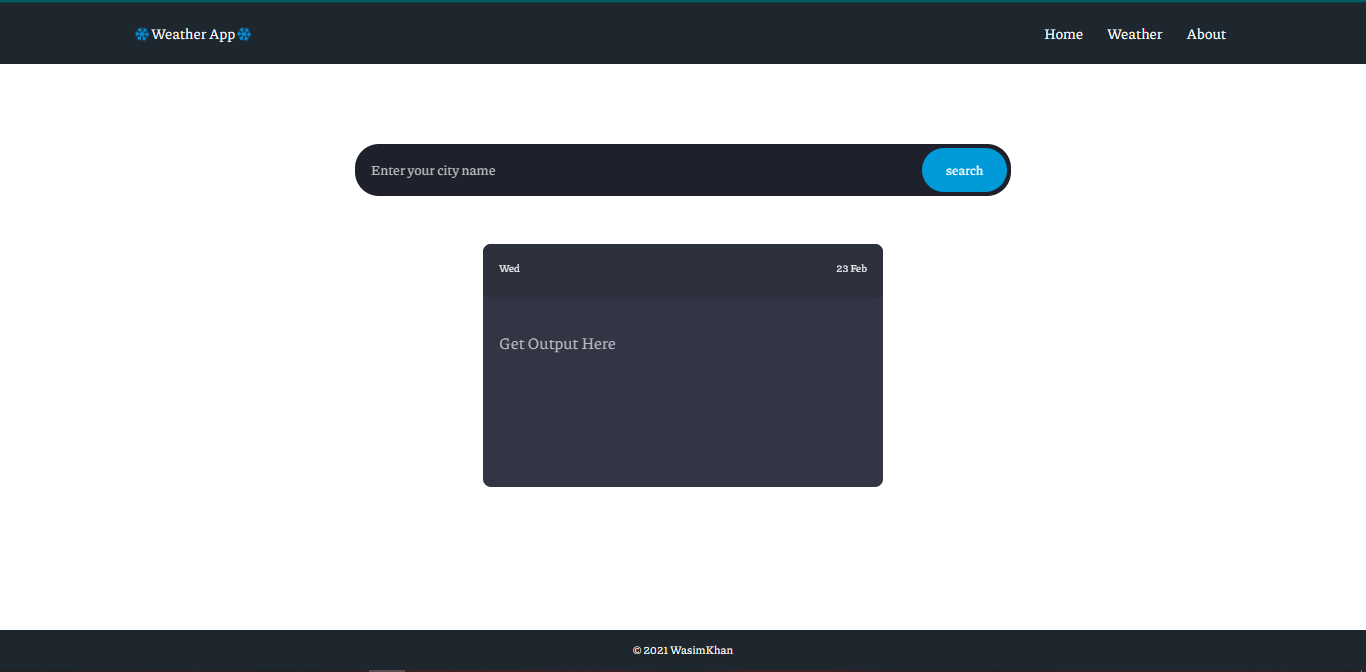 Weather App
Home Weather About
Enter your city name
search
Wed
23 Feb
Get Output Here
© 2021 WasimKhan